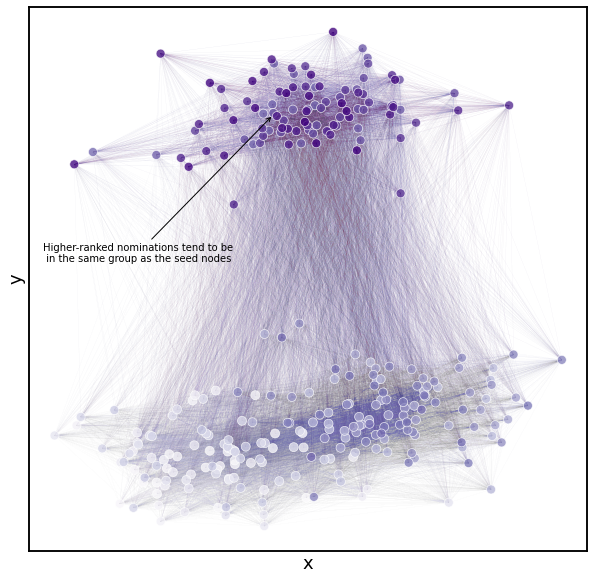 Higher-ranked nominations tend to be
in the same group as the seed nodes
y
x